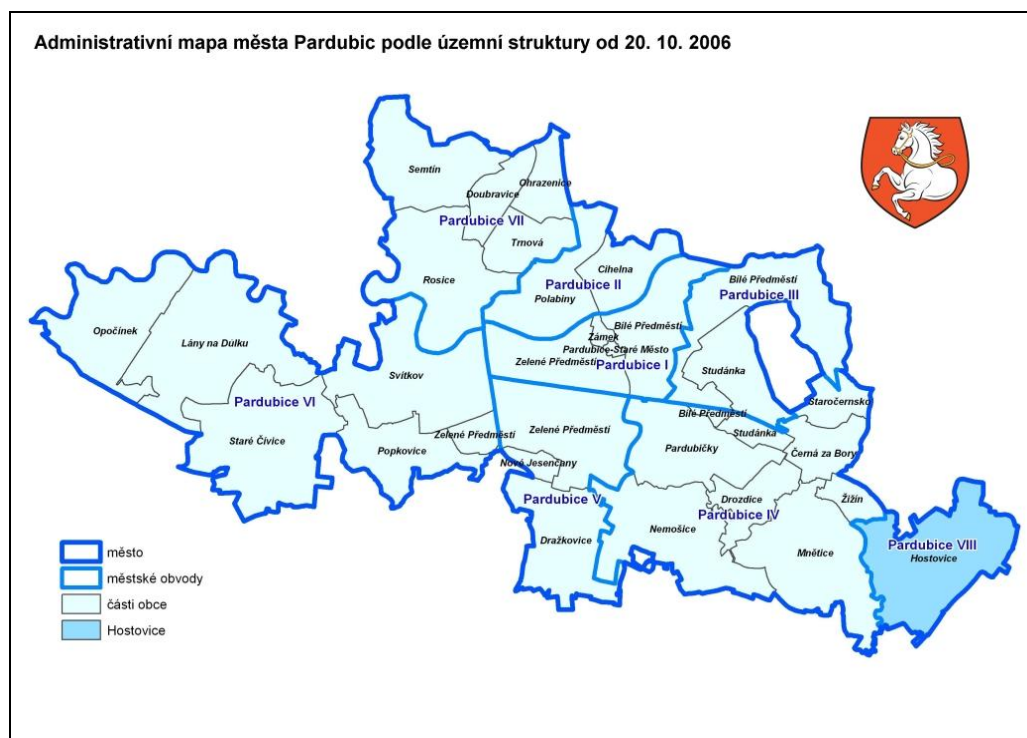 Administrativní mapa města Pardubic podle územní struktury od 20. 10. 2006
Semtín
Ohrazenice
Doubravice
Pardubice VII
Trnová
Rosice
Cihelna
Pardubice II
Polabiny
Bílé Předměstí
Pardubice III
Opočínek
Lány na Důlku
Bílé Předměstí
Zámek
Pardubice-Staré Město
Zelené Předměstí
Pardubice I
Studánka
Svítkov
Pardubice VI
Staročernsko
Bílé Předměstí
Zelené Předměstí
Zelené Předměstí
Studánka
Staré Čívice
Popkovice
Pardubičky
Černá za Bory
Nové Jesenčany
Pardubice V
Drozdice
Žižín
Pardubice IV
Nemošice
Dražkovice
Mnětice
Pardubice VIII
Hostovice
město
městské obvody
části obce
Hostovice